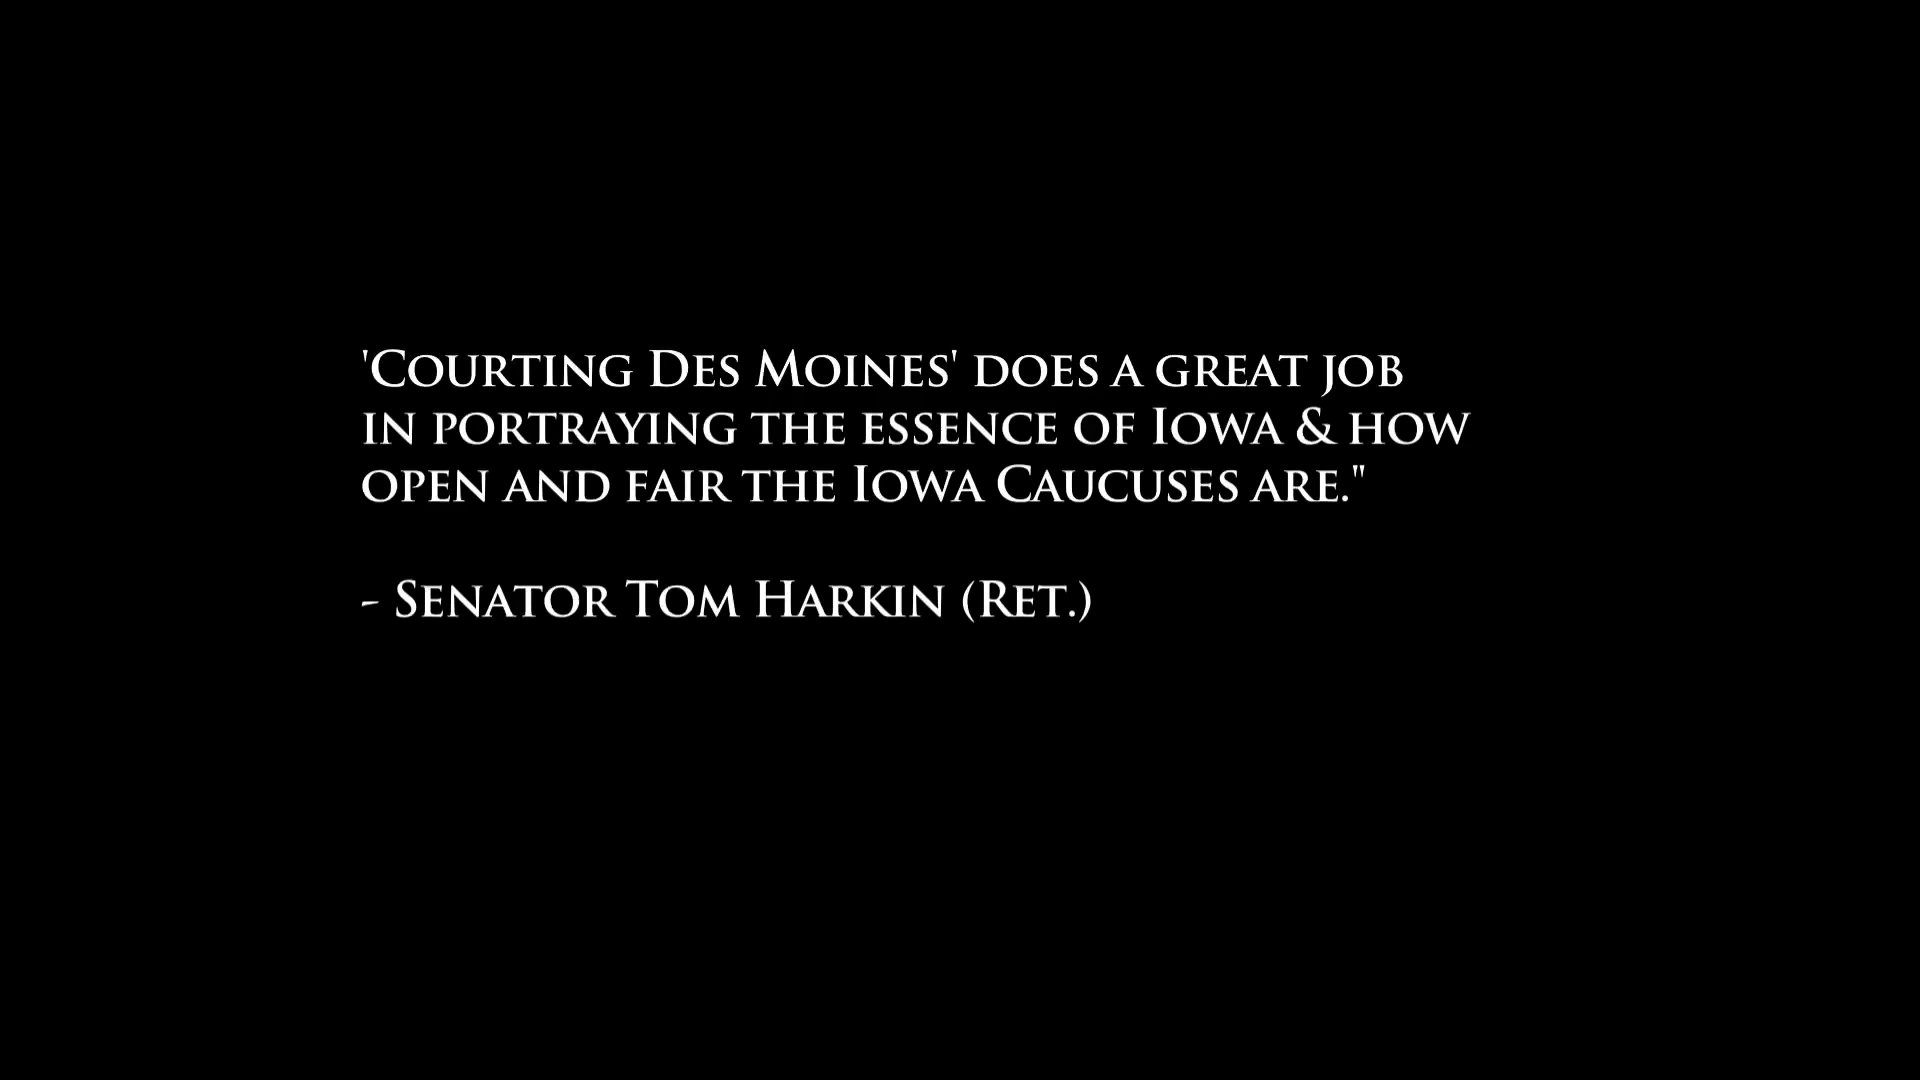 'Courting Des Moines' does a great job
in portraying the essence of Iowa & how
open and fair the Iowa Caucuses are."
- Senator Tom Harkin (Ret.)